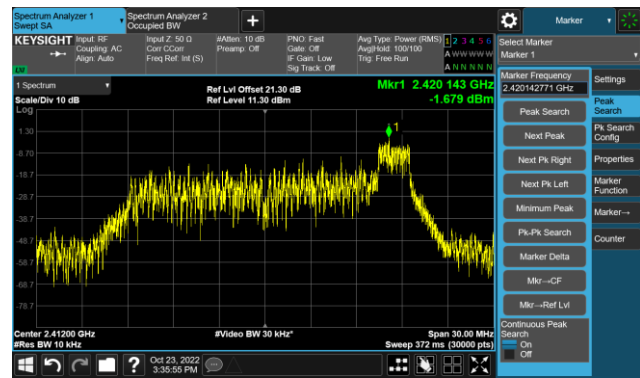 Spectrum Analyzer 1
Swept SA
Spectrum Analyzer 2
Occupied BW
Marker
KEYSIGHT
Input: RF
Coupling: AC
Align: Auto
Input Z: 50 Ω
Corr CCorr
Freq Ref: Int (S)
#Atten: 10 dB
Preamp: Off
PNO: Fast
Gate: Off
IF Gain: Low
Sig Track: Off
Avg Type: Power (RMS)
Avg|Hold: 100/100
Trig: Free Run
1 2 3 4 5 6
A W W W W W
A N N N N N
Select Marker
Marker 1
1 Spectrum
Scale/Div 10 dB
Log
Ref Lvl Offset 21.30 dB
Ref Level 11.30 dBm
Mkr1 2.420 143 GHz
-1.679 dBm
1
1.30
-8.70
-18.7
-28.7
-38.7
-48.7
-58.7
-68.7
-78.7
Center 2.41200 GHz
#Res BW 10 kHz
#Video BW 30 kHz*
Span 30.00 MHz
Sweep 372 ms (30000 pts)
Marker Frequency
2.420142771 GHz
Peak Search
Next Peak
Next Pk Right
Next Pk Left
Minimum Peak
Pk-Pk Search
Marker Delta
Mkr→CF
Mkr→Ref Lvl
Continuous Peak
Search
On
Off
Settings
Peak
Search
Pk Search
Config
Properties
Marker
Function
Marker→
Counter
Oct 23, 2022
3:35:55 PM